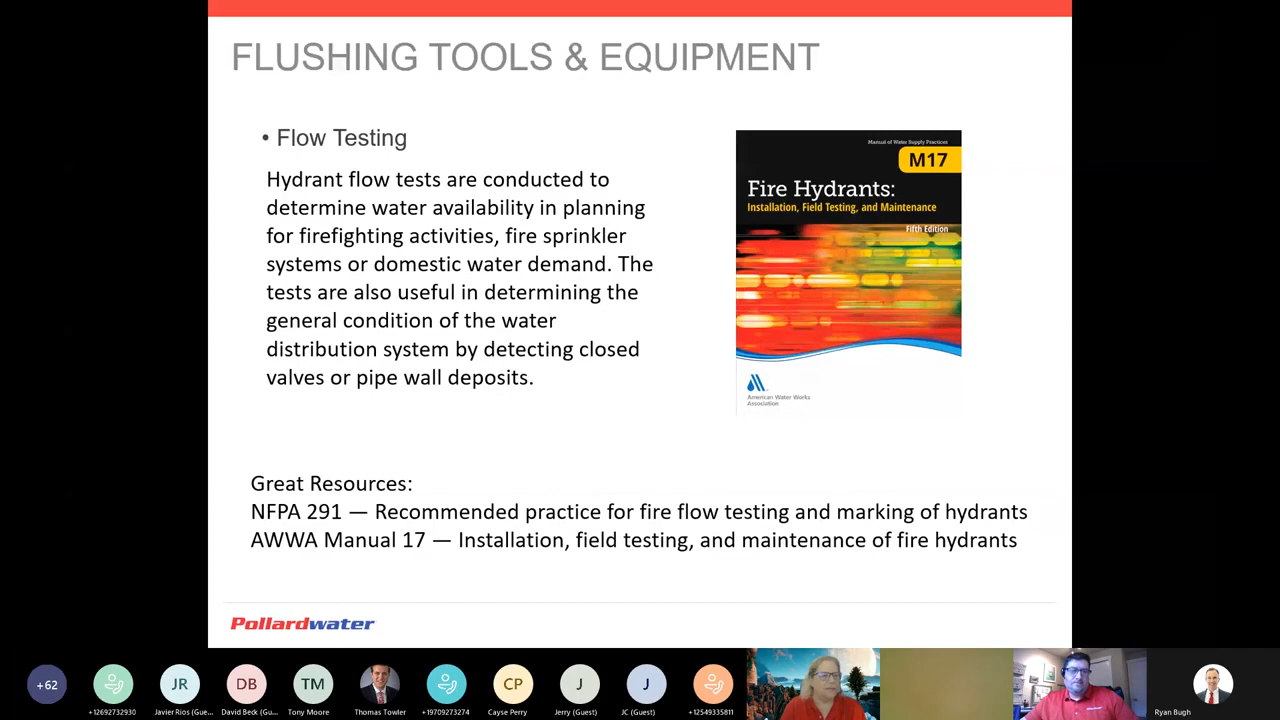 FLUSHING TOOLS & EQUIPMENT
• Flow Testing
Hydrant flow tests are conducted to
determine water availability in planning
for firefighting activities, fire sprinkler
systems or domestic water demand. The
tests are also useful in determining the
general condition of the water
distribution system by detecting closed
valves or pipe wall deposits.
Manual of Water Supply Practices
M17
Fire Hydrants:
Installation, Field Testing, and Maintenance
Fifth Edition
American Water Works
Association
Great Resources:
NFPA 291 — Recommended practice for fire flow testing and marking of hydrants
AWWA Manual 17 — Installation, field testing, and maintenance of fire hydrants
Pollardwater
+62
JR
DB
TM
CP
J
J
+12692732930
Javier Rios (Gue...
David Beck (Gu...
Tony Moore
Thomas Towler
+19709273274
Cayse Perry
Jerry (Guest)
JC (Guest)
+12549335811
Ryan Bugh